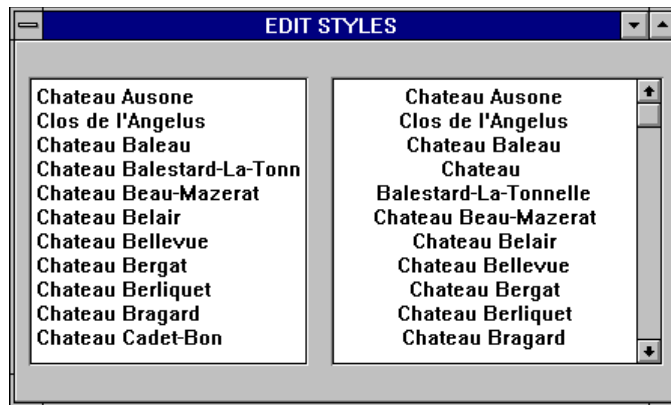 EDIT STYLES
Chateau Ausone
Clos de l'Angelus
Chateau Baleau
Chateau Balestard-La-Tonn
Chateau Beau-Mazerat
Chateau Belair
Chateau Bellevue
Chateau Bergat
Chateau Berliquet
Chateau Bragard
Chateau Cadet-Bon
Chateau Ausone
Clos de l'Angelus
Chateau Baleau
Chateau
Balestard-La-Tonnelle
Chateau Beau-Mazerat
Chateau Belair
Chateau Bellevue
Chateau Bergat
Chateau Berliquet
Chateau Bragard